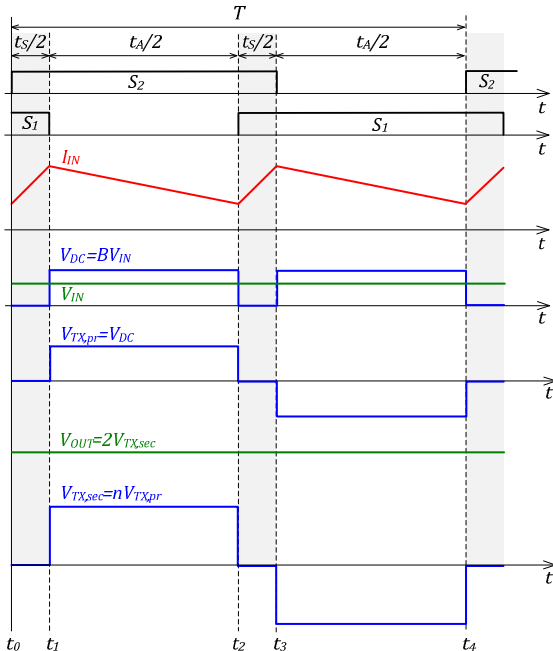 T
tS/2 tA/2 tS/2 tA/2
S2 S2
t
S1 S1
t
IIN
t
VDC=BVIN
VIN
t
VTX,pr=VDC
t
VOUT=2VTX,sec
VTX,sec=nVTX,pr
t
t0 t1 t2 t3 t4